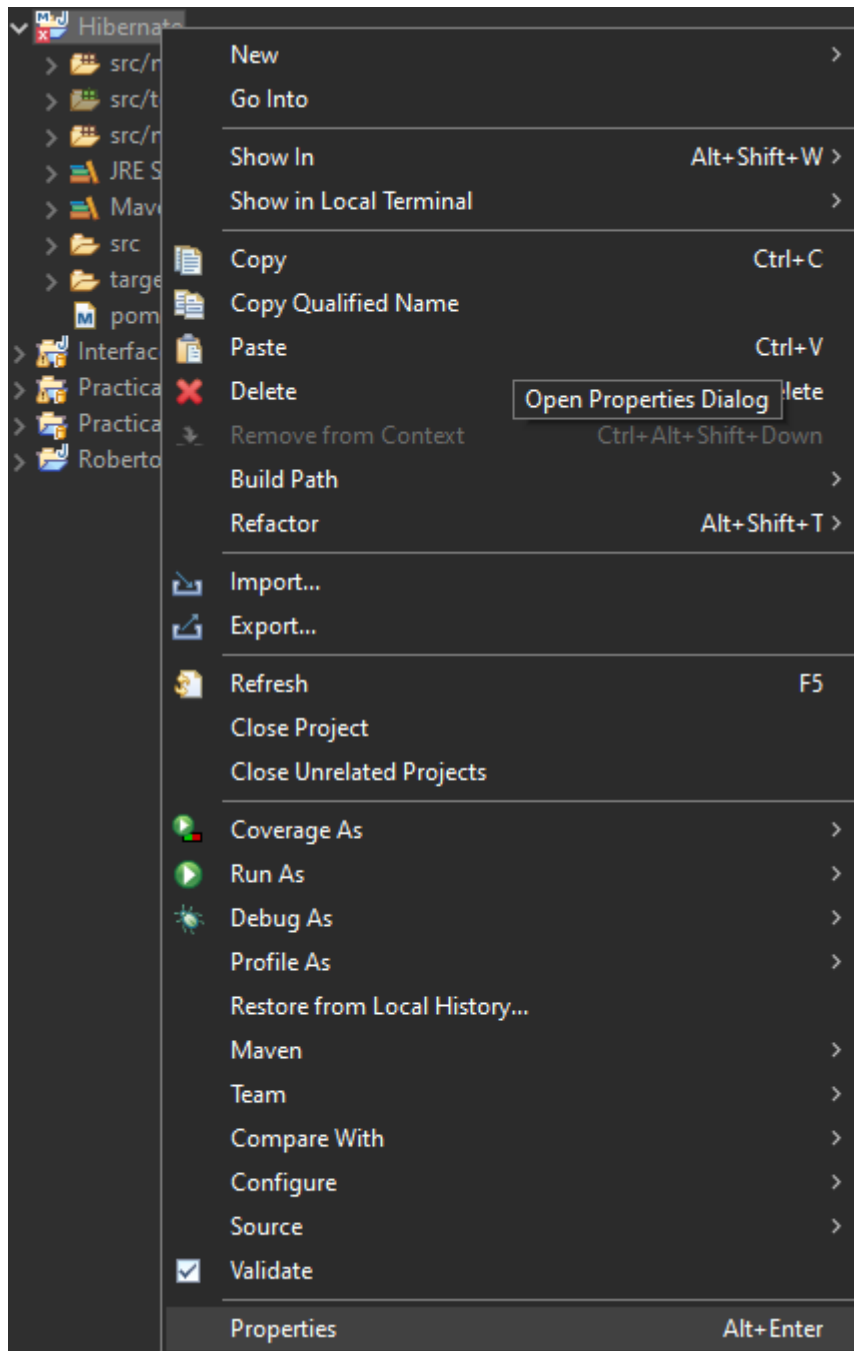 Hibernate
src/
src/t
src/
JRE S
Mav
src
targe
pom
Interfac
Practica
Practica
Roberto
New
Go Into
Show In Alt+Shift+W
Show in Local Terminal
Copy Ctrl+C
Copy Qualified Name
Paste Ctrl+V
Delete lete
Open Properties Dialog
Remove from Context Ctrl+Alt+Shift+Down
Build Path
Refactor Alt+Shift+T
Import...
Export...
Refresh F5
Close Project
Close Unrelated Projects
Coverage As
Run As
Debug As
Profile As
Restore from Local History...
Maven
Team
Compare With
Configure
Source
Validate
Properties Alt+Enter